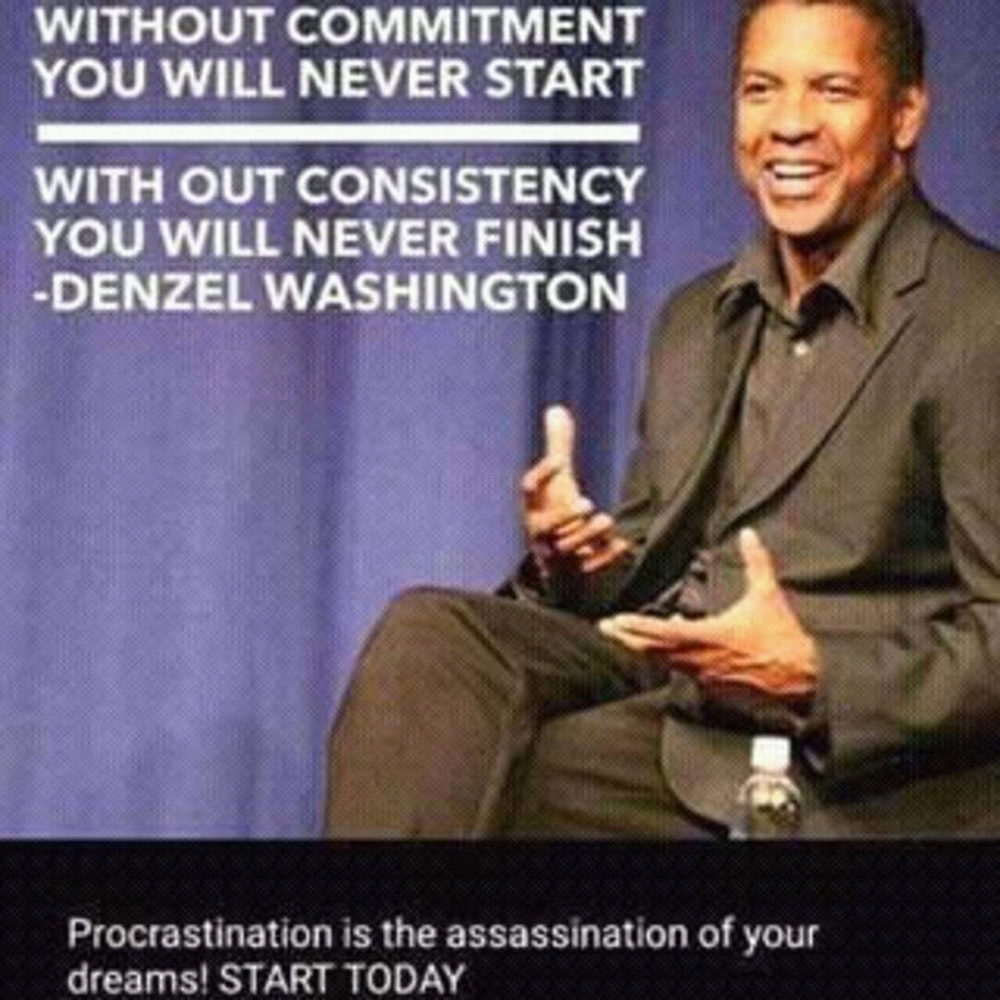 WITHOUT COMMITMENT
YOU WILL NEVER START
WITH OUT CONSISTENCY
YOU WILL NEVER FINISH
-DENZEL WASHINGTON
Procrastination is the assassination of your
dreams! START TODAY